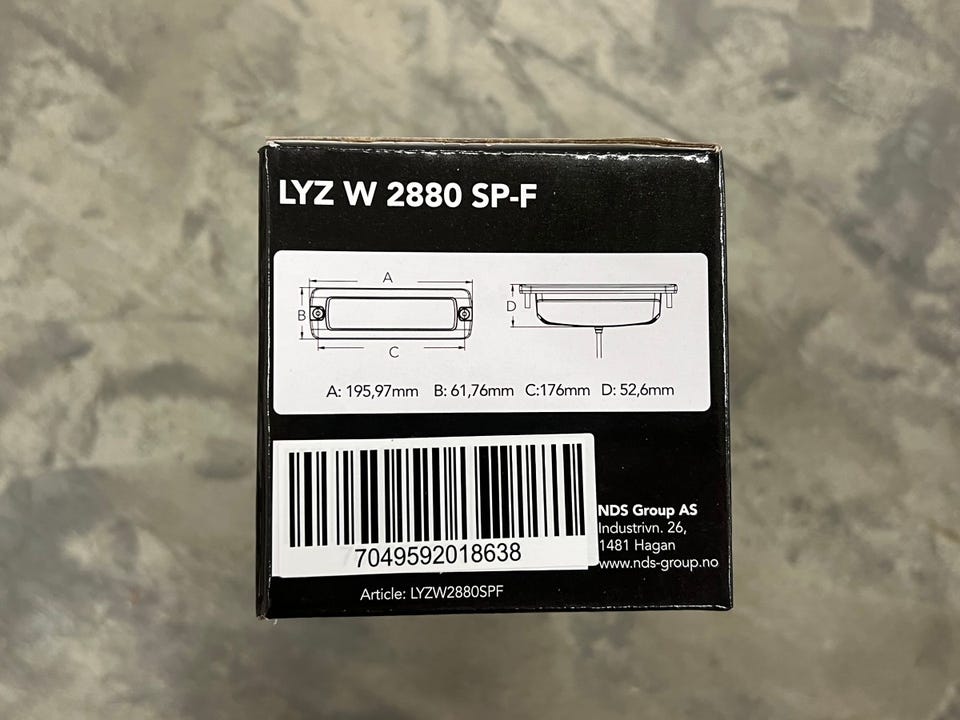 LYZ W 2880 SP-F
A
B
C
D
A: 195,97mm B: 61,76mm C:176mm D: 52,6mm
7049592018638
Article: LYZW2880SPF
NDS Group AS
Industrivn. 26,
1481 Hagan
www.nds-group.no